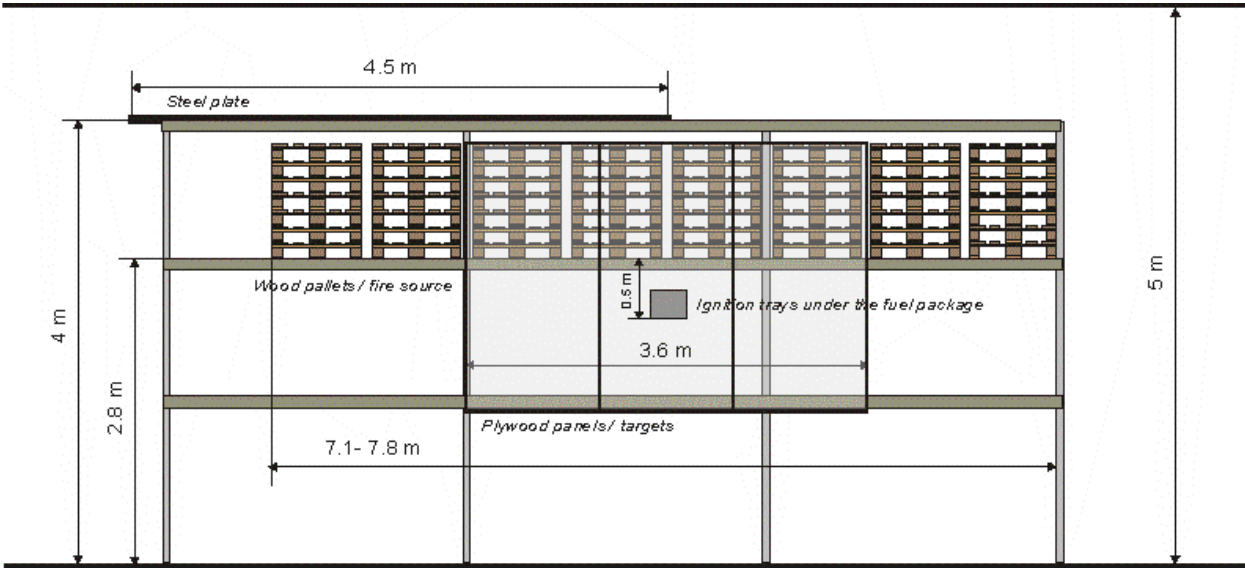 4.5 m
Steel plate
Wood pallets / fire source
0.5 m
Ignition trays under the fuel package
5 m
4 m
3.6 m
2.8 m
Plywood panels / targets
7.1- 7.8 m